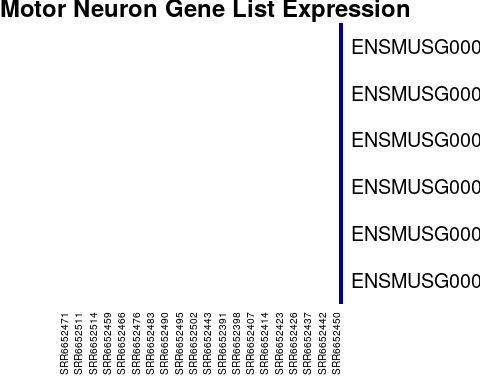 Motor Neuron Gene List Expression
ENSMUSG000
ENSMUSG000
ENSMUSG000
ENSMUSG000
ENSMUSG000
ENSMUSG000
SRR6652471
SRR6652511
SRR6652514
SRR6652459
SRR6652466
SRR6652476
SRR6652483
SRR6652490
SRR6652495
SRR6652502
SRR6652443
SRR6652391
SRR6652398
SRR6652407
SRR6652414
SRR6652423
SRR6652426
SRR6652437
SRR6652442
SRR6652450